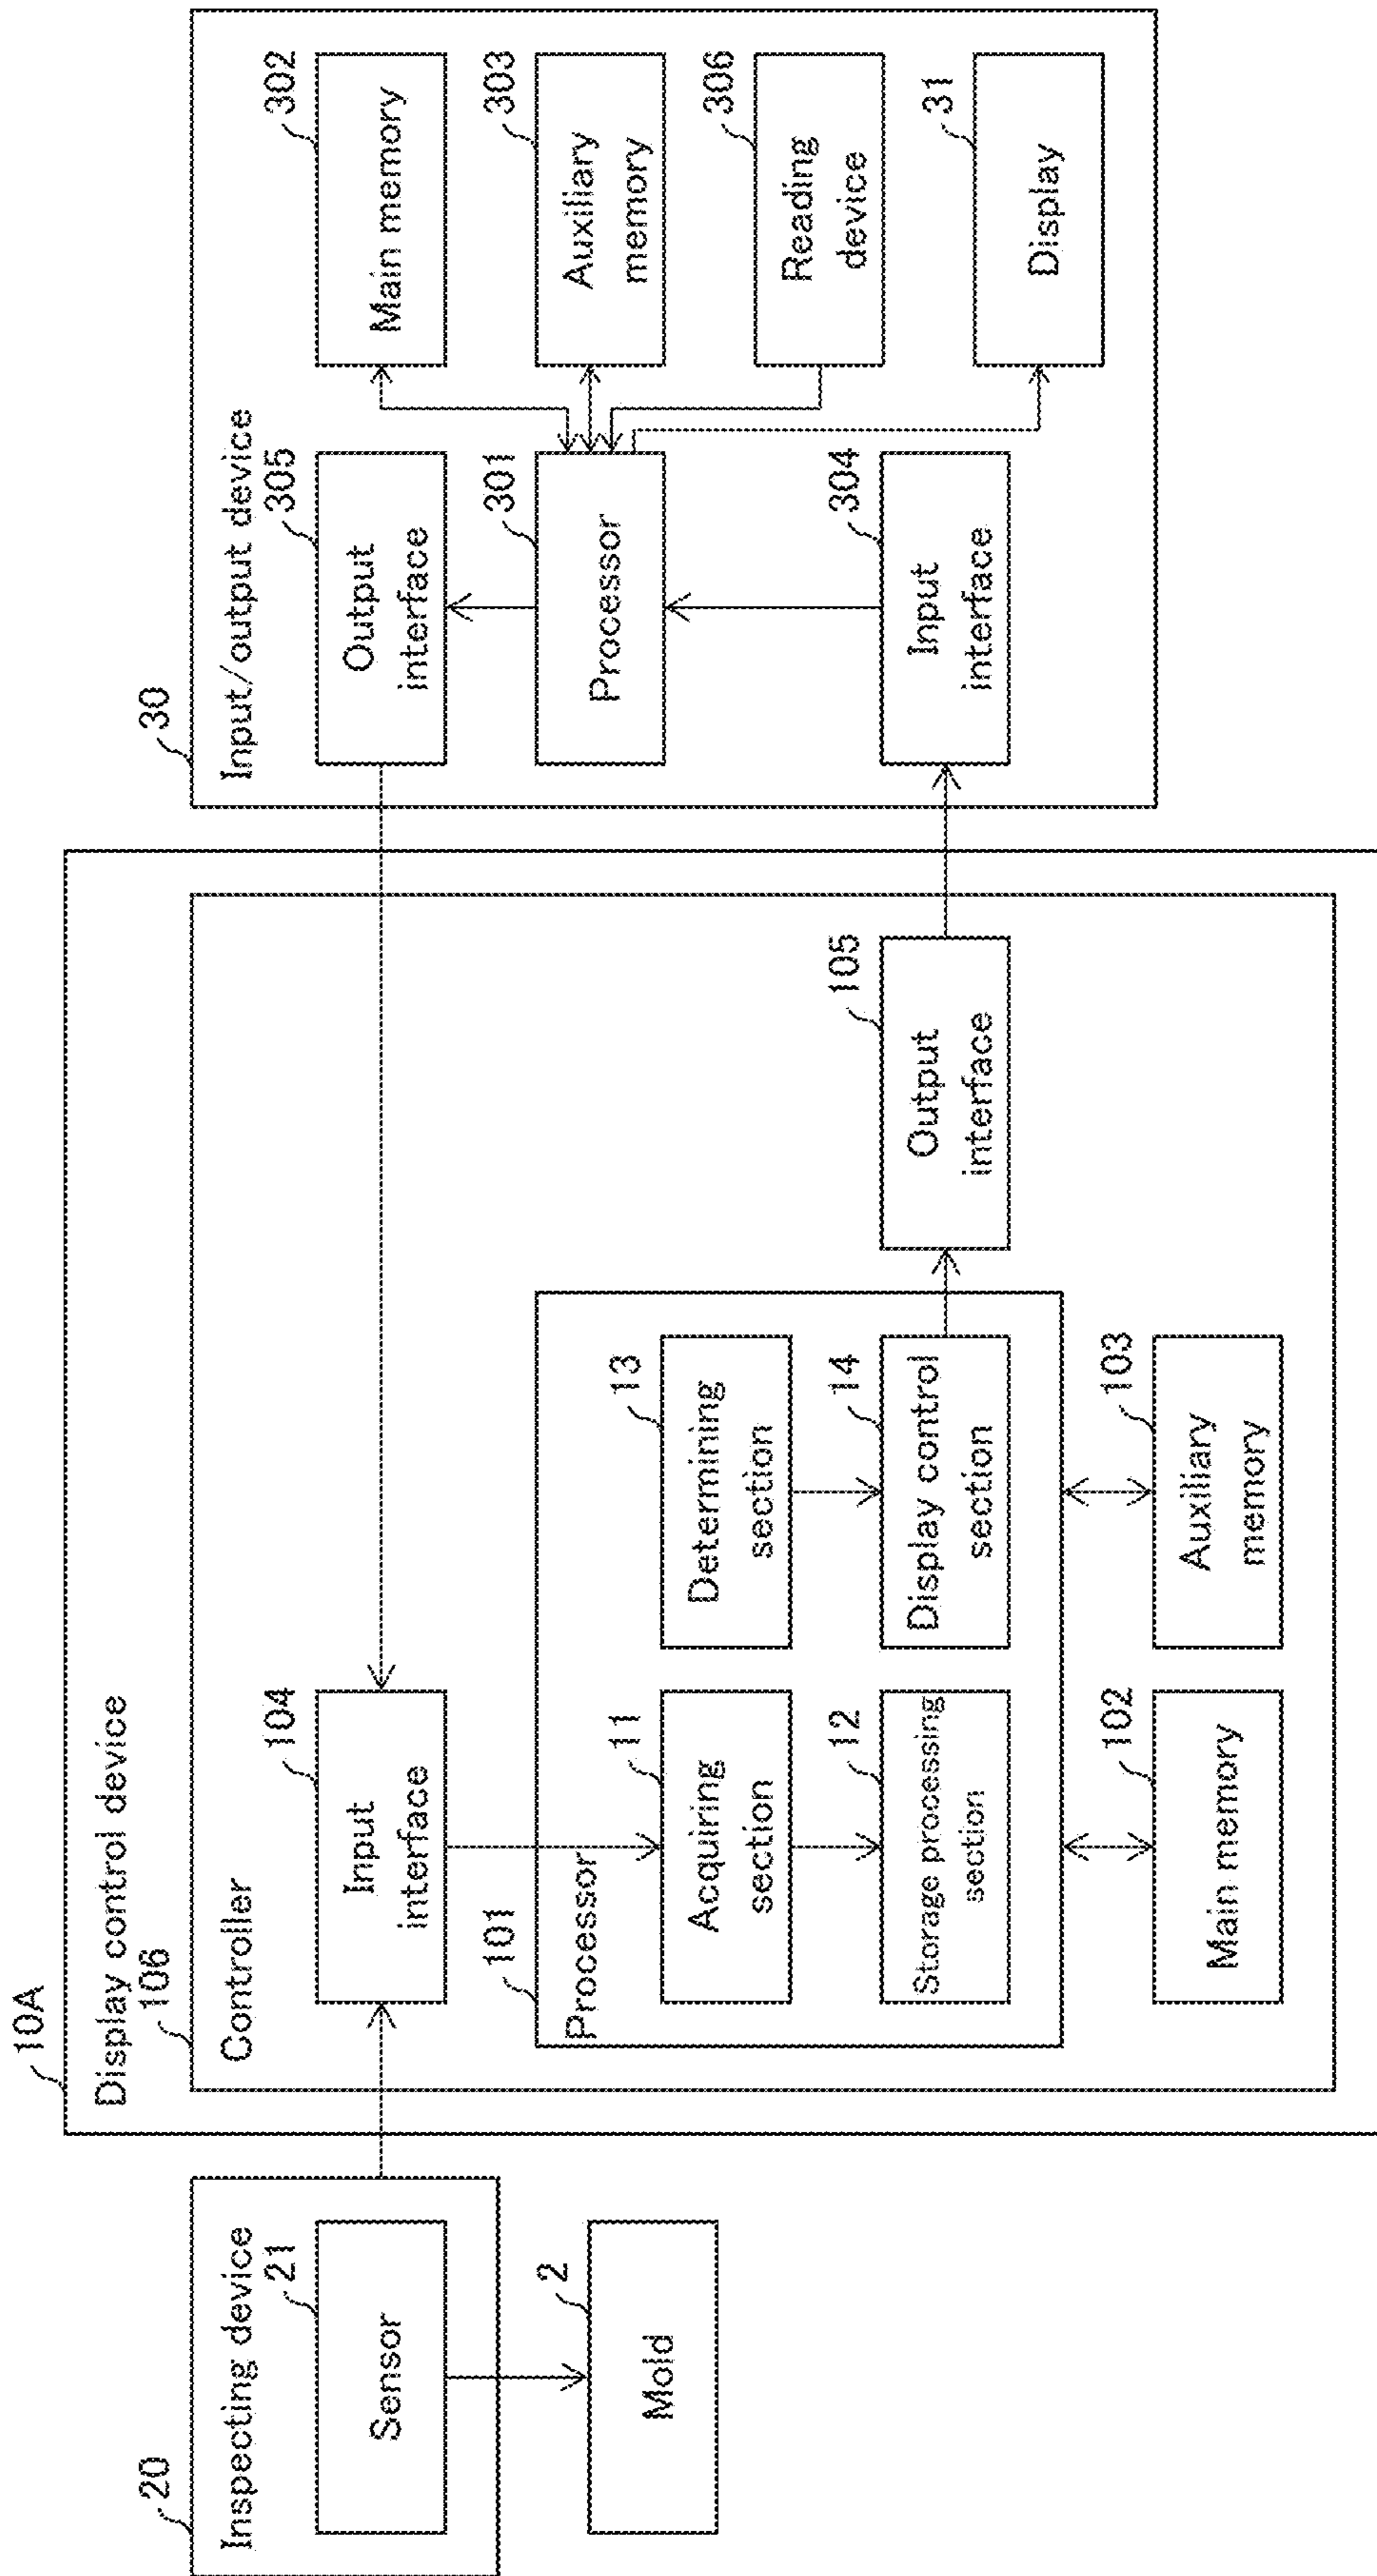 10A
Display control device
106
Controller
20
Inspecting device
21
Sensor
2
Mold
104
Input
interface
101
Processor
11
Acquiring
section
12
Storage processing
section
13
Determining
section
14
Display control
section
102
Main memory
103
Auxiliary
memory
105
Output
interface
30
Input/output device
305
Output
interface
301
Processor
304
Input
interface
302
Main memory
303
Auxiliary
memory
306
Reading
device
31
Display